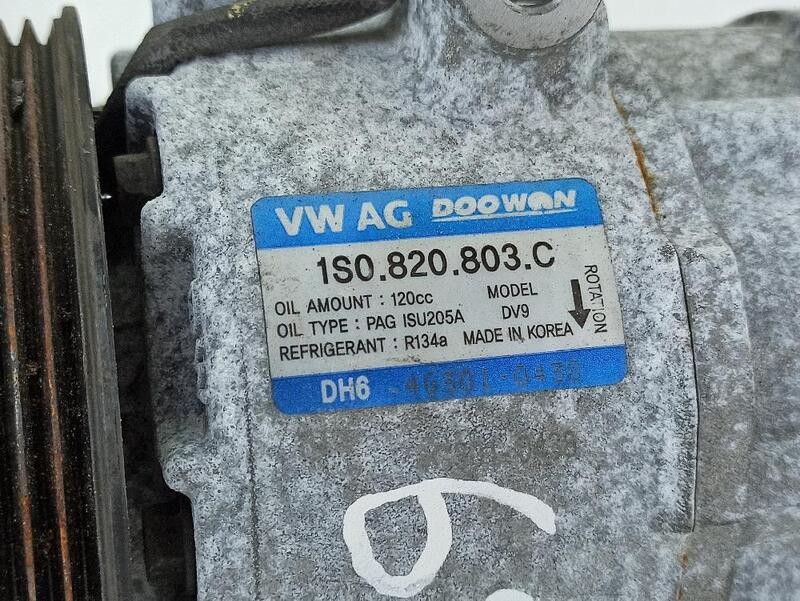 VW AG DOOWON
1S0.820.803.C
OIL AMOUNT : 120cc MODEL
OIL TYPE : PAG ISU205A DV9
REFRIGERANT : R134a MADE IN KOREA
ROTATION
DH6